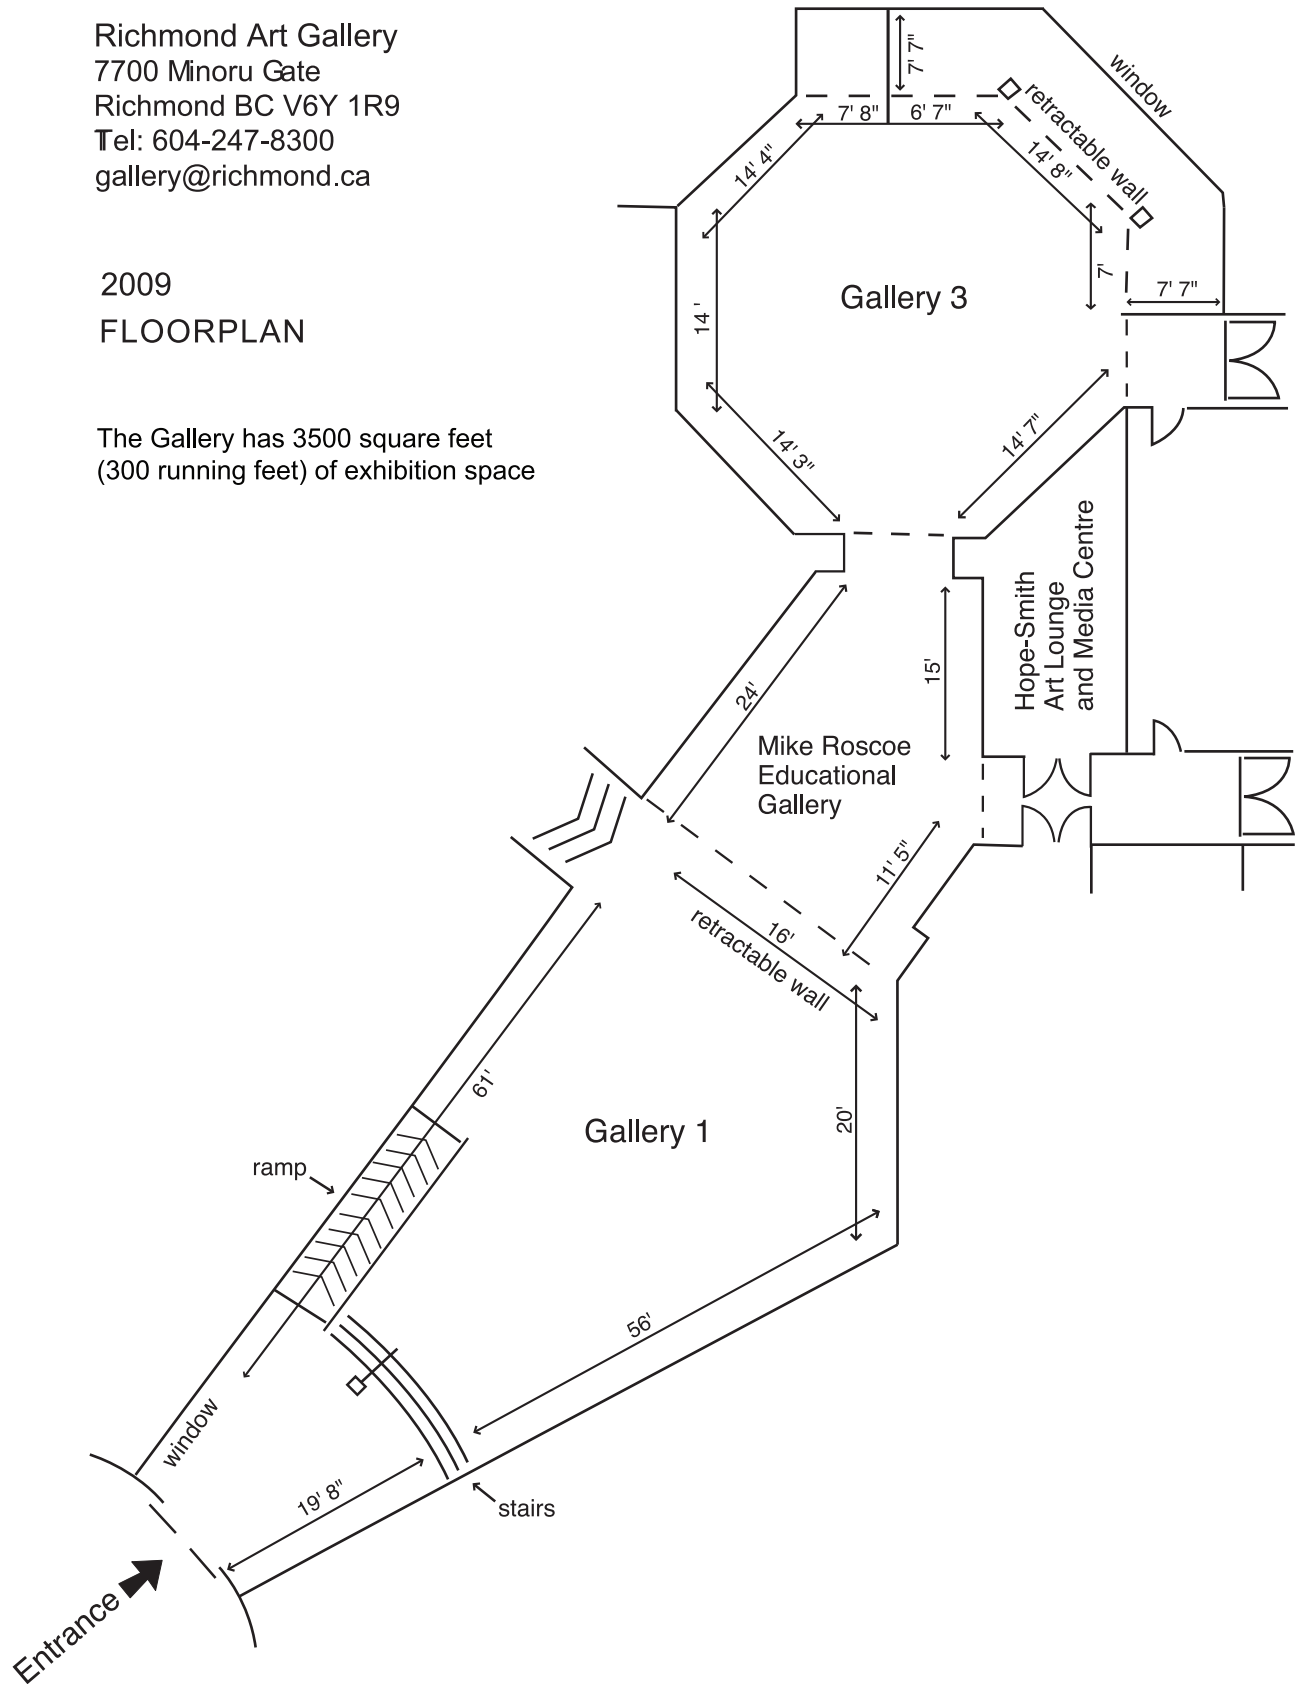 Richmond Art Gallery
7700 Minoru Gate
Richmond BC V6Y 1R9
Tel: 604-247-8300
gallery@richmond.ca
2009
FLOORPLAN
The Gallery has 3500 square feet
(300 running feet) of exhibition space
7' 7"
window
retractable wall
7' 8"
6' 7"
14' 4"
14' 8"
7'
7' 7"
Gallery 3
14 '
14' 3"
14' 7"
Hope-Smith
Art Lounge
and Media Centre
24'
15'
Mike Roscoe
Educational
Gallery
11' 5"
16'
retractable wall
61'
20'
Gallery 1
ramp
56'
window
19' 8"
stairs
Entrance